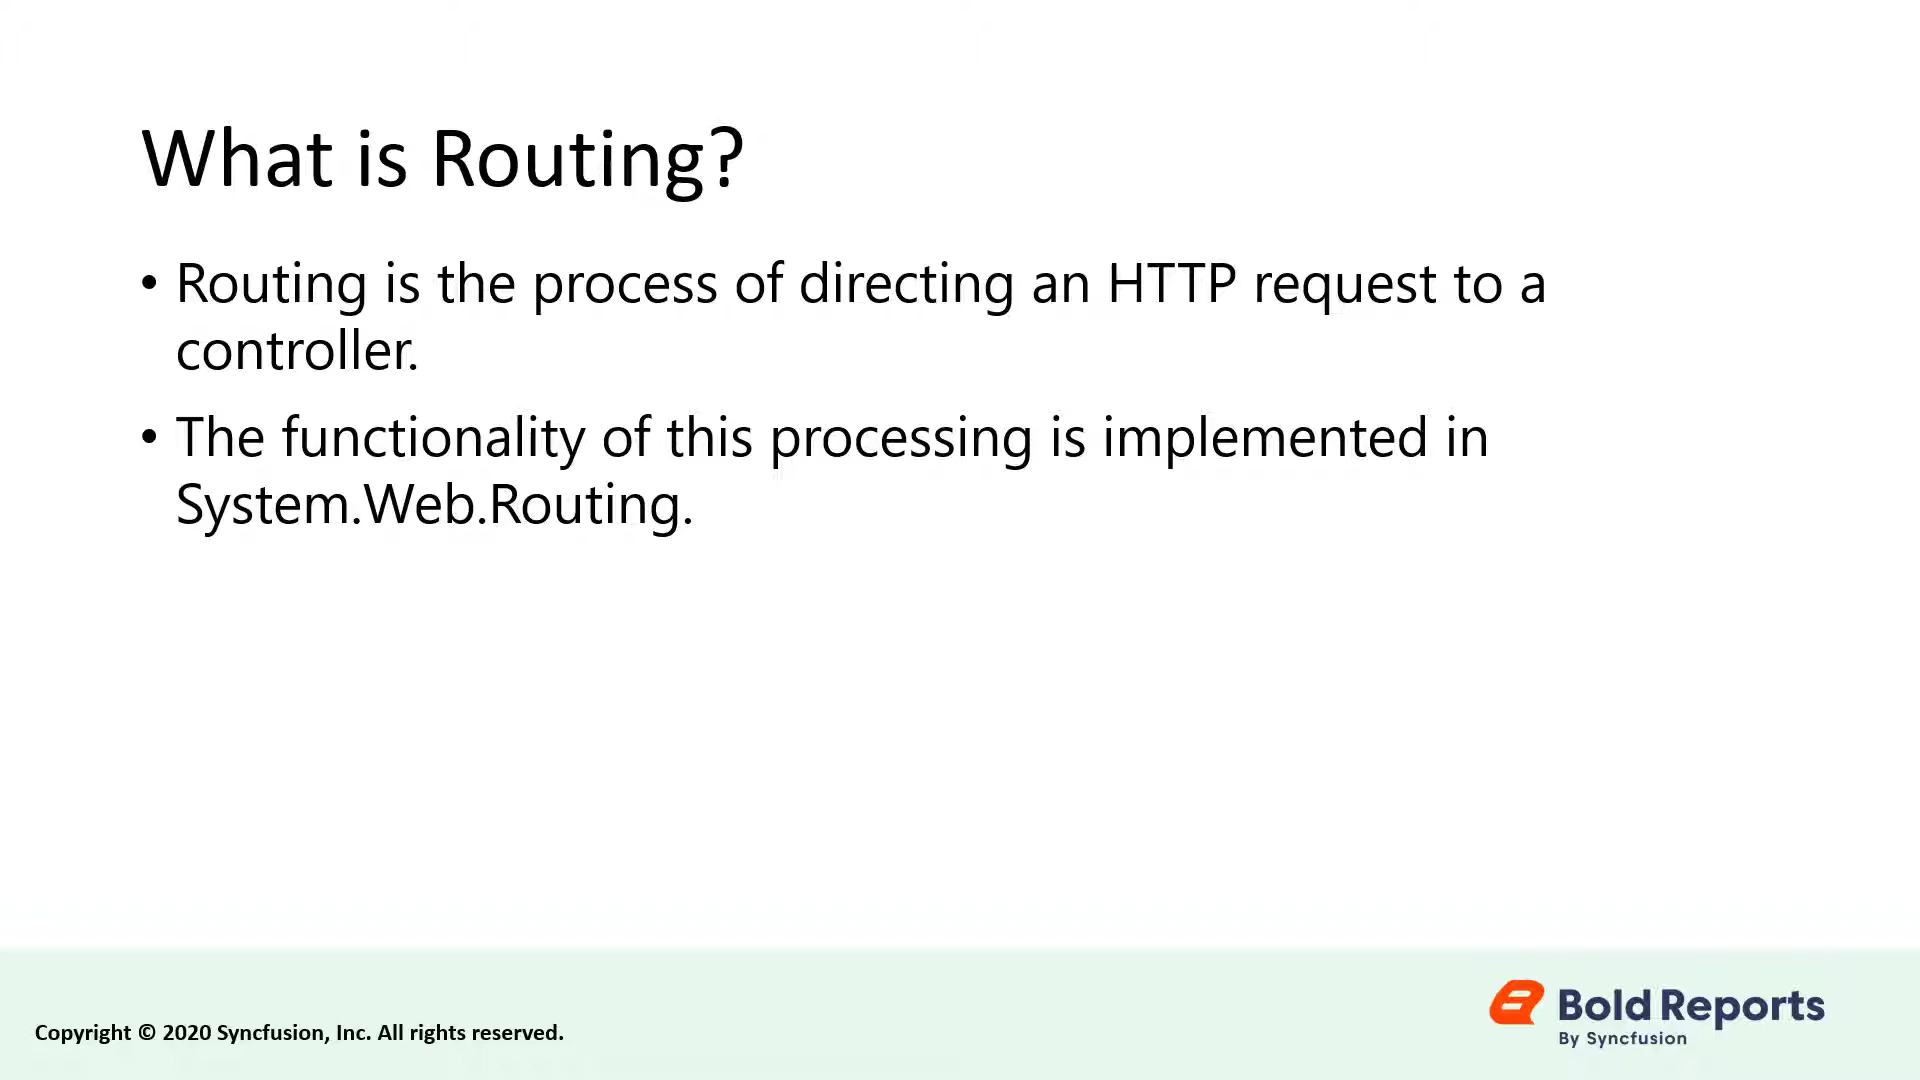 What is Routing?
• Routing is the process of directing an HTTP request to a
controller.
• The functionality of this processing is implemented in
System.Web.Routing.
Copyright © 2020 Syncfusion, Inc. All rights reserved.
Bold Reports
By Syncfusion